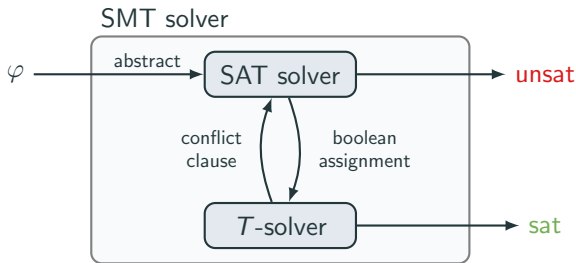 SMT solver
φ
abstract
SAT solver
unsat
conflict
clause
boolean
assignment
T-solver
sat